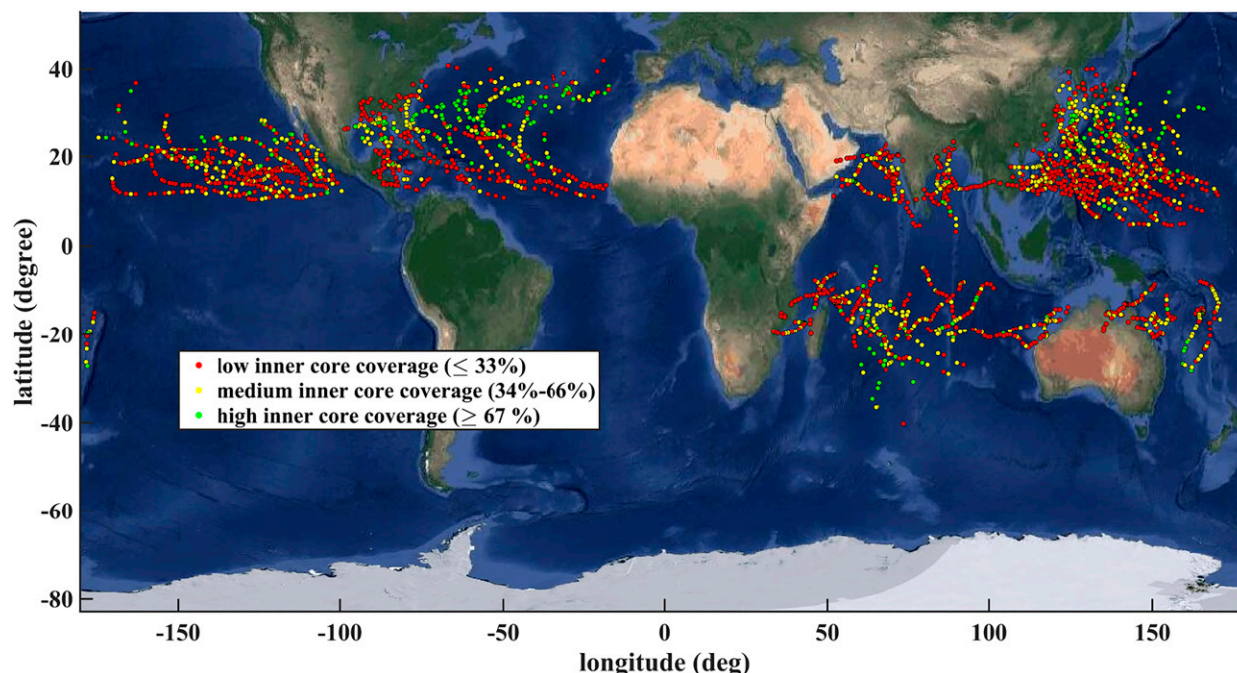 40
20
0
-20
-40
-60
-80
latitude (degree)
low inner core coverage (≤ 33%)
medium inner core coverage (34%-66%)
high inner core coverage (≥ 67 %)
-150 -100 -50 0 50 100 150
longitude (deg)